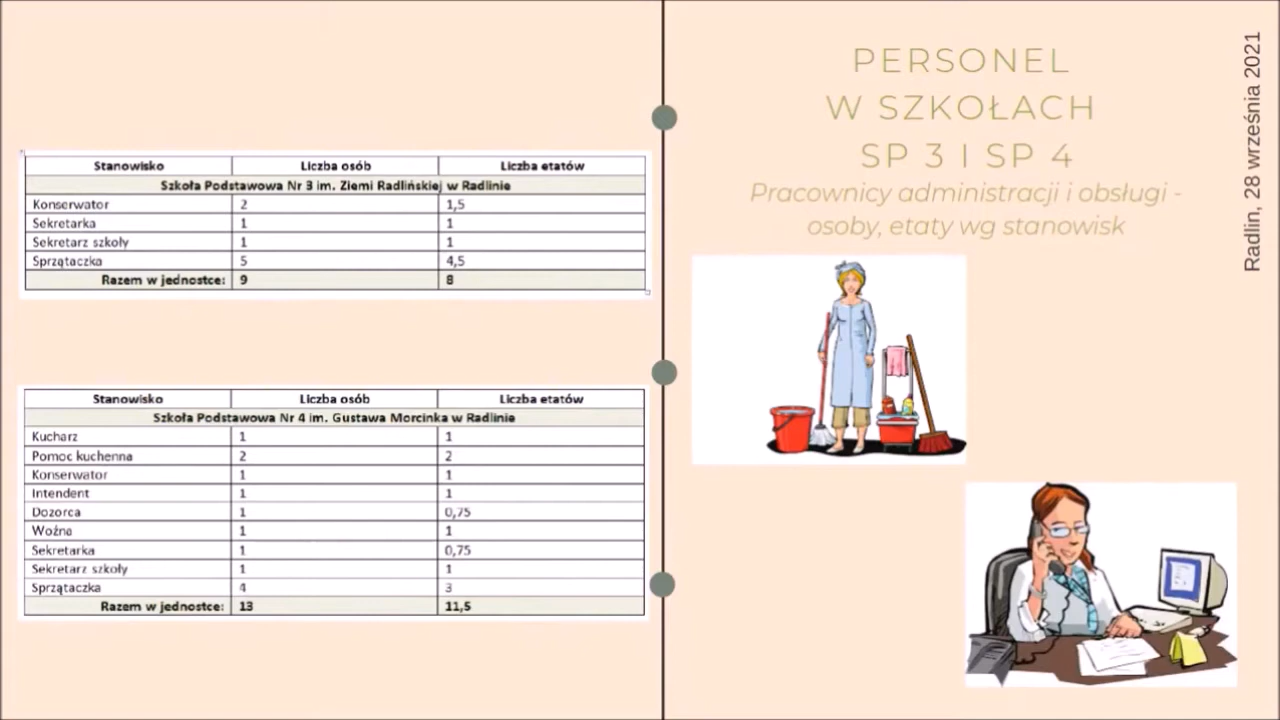 Stanowisko Liczba osób Liczba etatów
Szkoła Podstawowa Nr 3 im. Ziemi Radlińskiej w Radlinie
Konserwator 2 1,5
Sekretarka 1 1
Sekretarz szkoły 1 1
Sprzątaczka 5 4,5
Razem w jednostce: 9 8
Stanowisko Liczba osób Liczba etatów
Szkoła Podstawowa Nr 4 im. Gustawa Morcinka w Radlinie
Kucharz 1 1
Pomoc kuchenna 2 2
Konserwator 1 1
Intendent 1 1
Dozorca 1 0,75
Woźna 1 1
Sekretarka 1 0,75
Sekretarz szkoły 1 1
Sprzątaczka 4 3
Razem w jednostce: 13 11,5
PERSONEL
W SZKOŁACH
SP 3 I SP 4
Pracownicy administracji i obsługi -
osoby, etaty wg stanowisk
Radlin, 28 września 2021